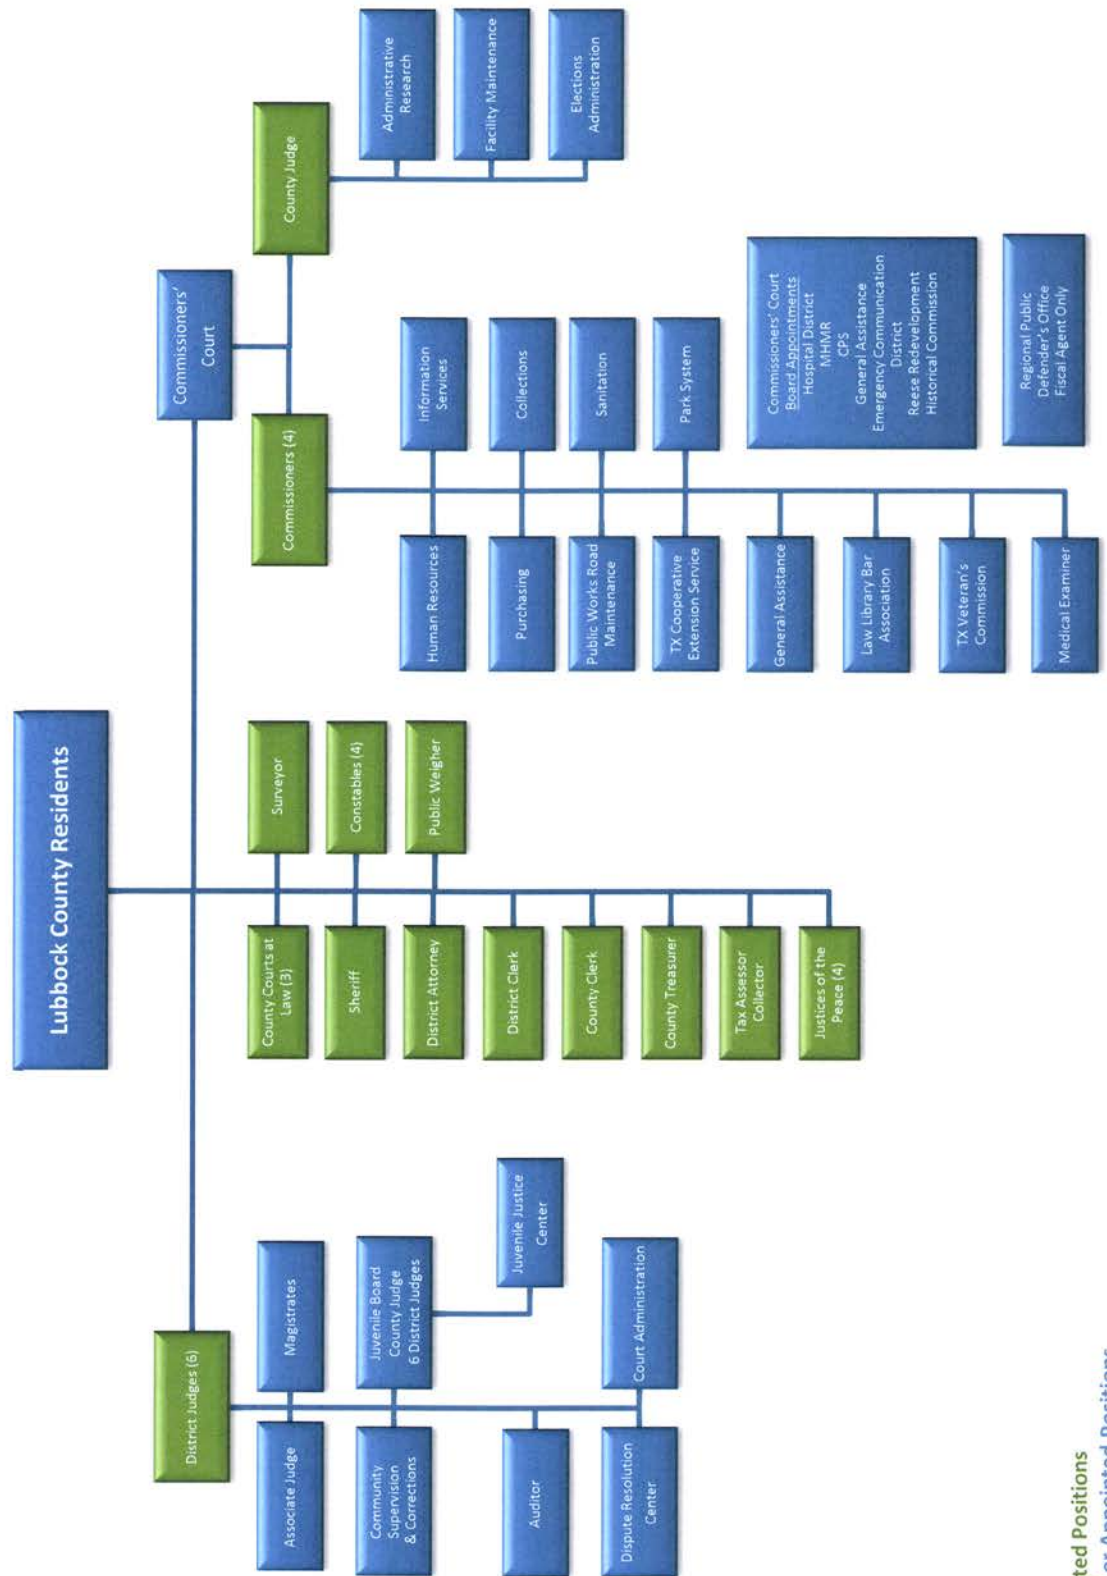 Lubbock County Residents
District Judges (6)
Commissioners'
Court
Associate Judge
Magistrates
Community
Supervision
& Corrections
Juvenile Board
County Judge
6 District Judges
Juvenile Justice
Center
Auditor
Dispute Resolution
Center
Court Administration
County Courts at
Law (3)
Surveyor
Sheriff
Constables (4)
District Attorney
Public Weigher
District Clerk
County Clerk
County Treasurer
Tax Assessor
Collector
Justices of the
Peace (4)
Commissioners (4)
County Judge
Human Resources
Information
Services
Purchasing
Collections
Public Works Road
Maintenance
Sanitation
TX Cooperative
Extension Service
Park System
General Assistance
Law Library Bar
Association
TX Veteran's
Commission
Medical Examiner
Administrative
Research
Facility Maintenance
Elections
Administration
Commissioners' Court
Board Appointments
Hospital District
MHMR
CPS
General Assistance
Emergency Communication
District
Reese Redevelopment
Historical Commission
Regional Public
Defender's Office
Fiscal Agent Only
Positions
or Appointed Positions